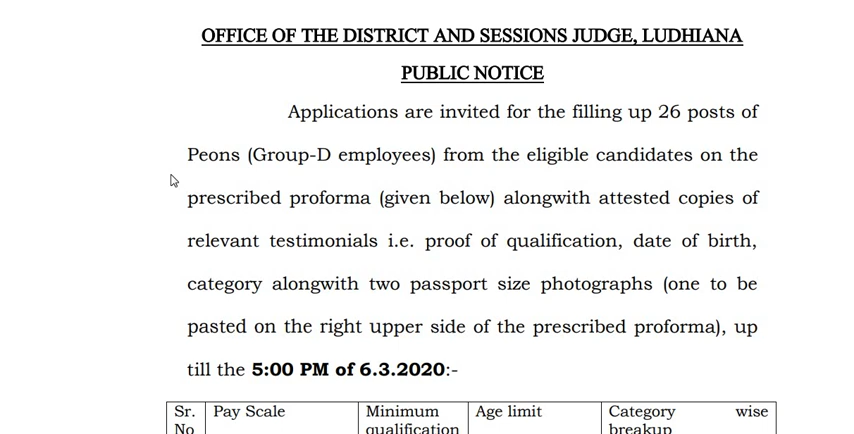 OFFICE OF THE DISTRICT AND SESSIONS JUDGE, LUDHIANA
PUBLIC NOTICE
Applications are invited for the filling up 26 posts of
Peons (Group-D employees) from the eligible candidates on the
prescribed proforma (given below) alongwith attested copies of
relevant testimonials i.e. proof of qualification, date of birth,
category alongwith two passport size photographs (one to be
pasted on the right upper side of the prescribed proforma), up
till the 5:00 PM of 6.3.2020:-
Sr. Pay Scale Minimum Age limit Category wise
No qualification breakup